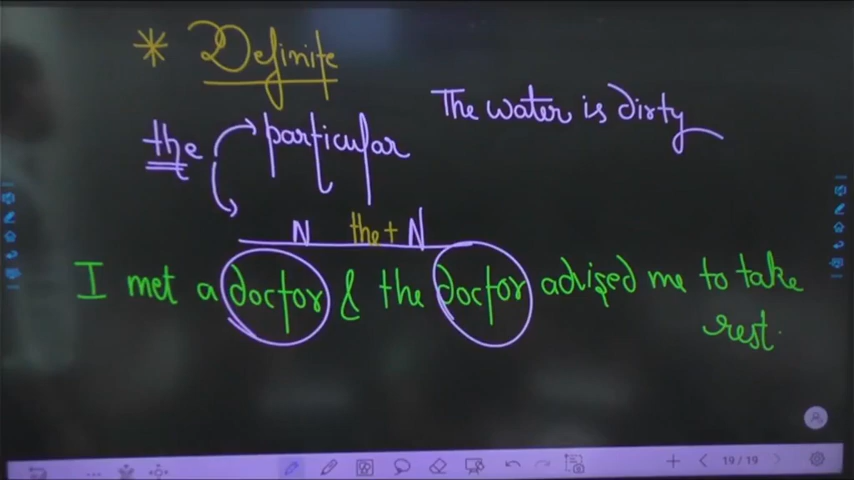 * Definite
The water is dirty
the particular
N the + N
I met a doctor & the doctor advised me to take
rest.
19/19